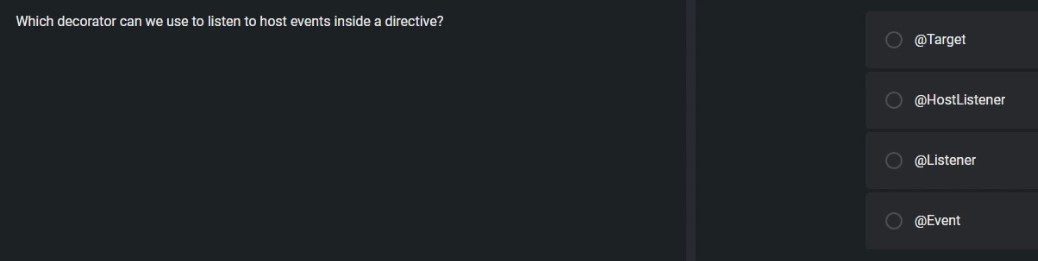 Which decorator can we use to listen to host events inside a directive?
@Target
@HostListener
@Listener
@Event